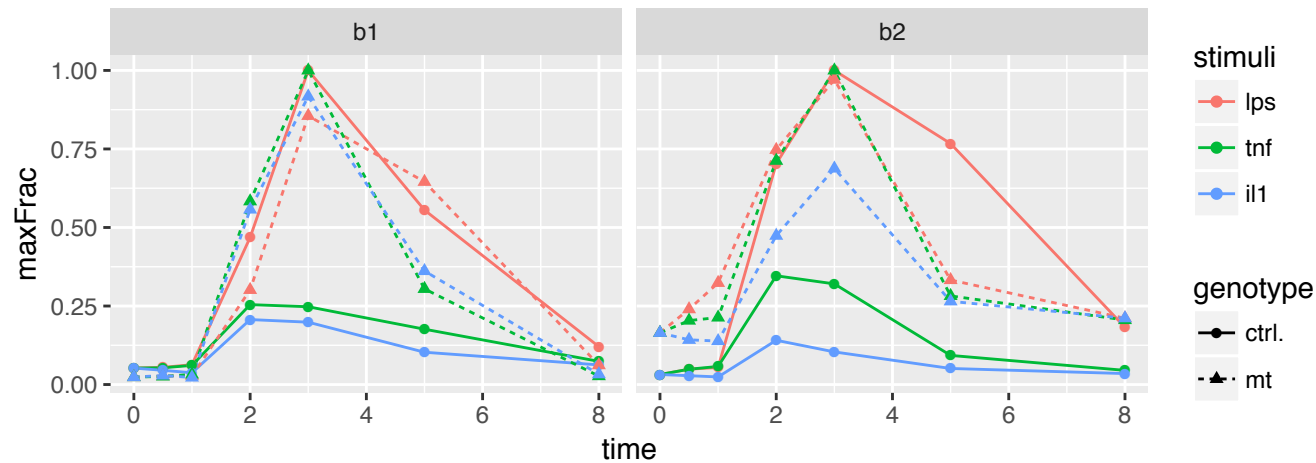 b1
b2
maxFrac
1.00
0.75
0.50
0.25
0.00
0 2 4 6 8
0 2 4 6 8
time
stimuli
lps
tnf
il1
genotype
ctrl.
mt